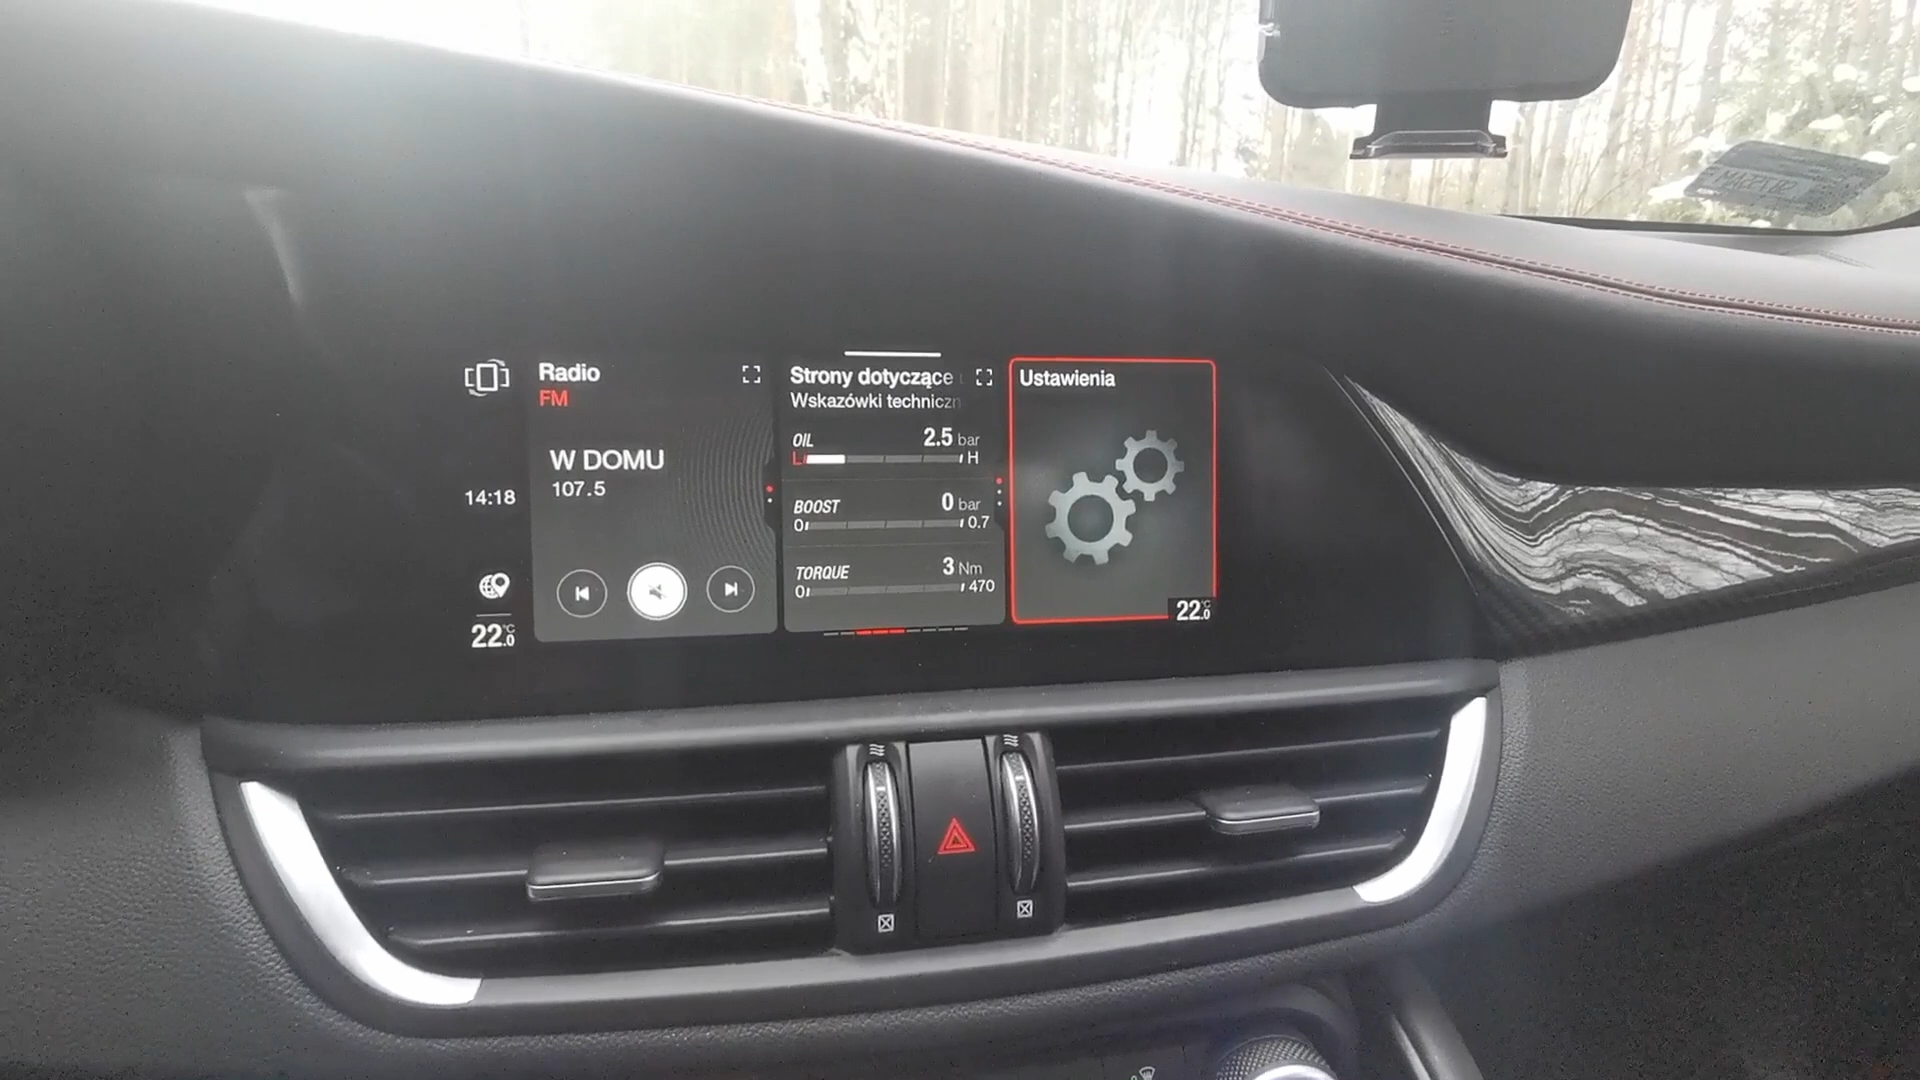 Radio
FM
W DOMU
107.5
14:18
22.0 °C
Strony dotyczące
Wskazówki techniczn
OIL 2.5 bar
L H
BOOST 0 bar
0 0.7
TORQUE 3 Nm
0 470
Ustawienia
22.0 °C